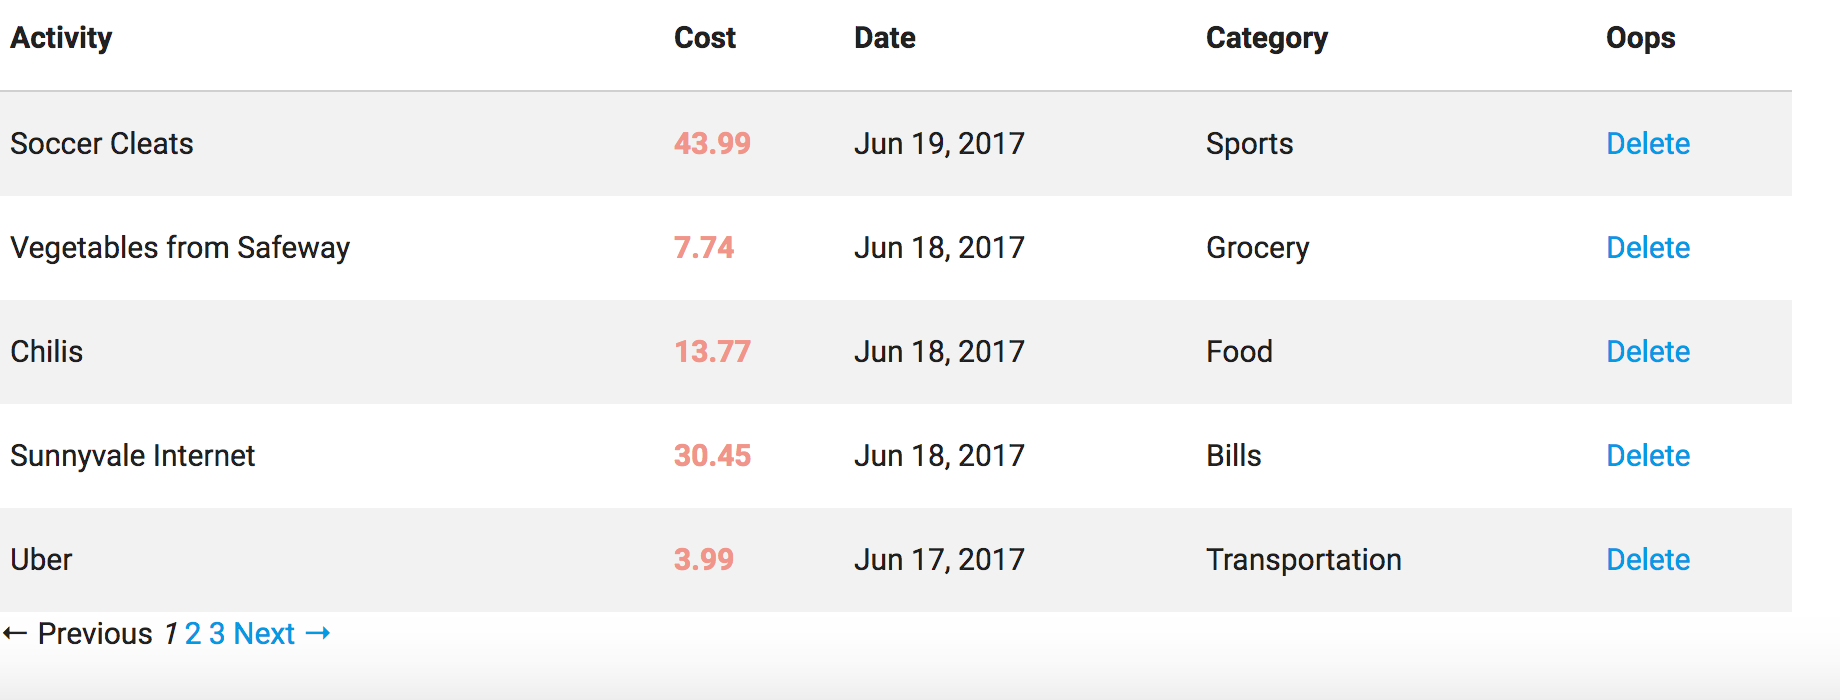 Activity Cost Date Category Oops
Soccer Cleats 43.99 Jun 19, 2017 Sports Delete
Vegetables from Safeway 7.74 Jun 18, 2017 Grocery Delete
Chilis 13.77 Jun 18, 2017 Food Delete
Sunnyvale Internet 30.45 Jun 18, 2017 Bills Delete
Uber 3.99 Jun 17, 2017 Transportation Delete
← Previous 1 2 3 Next →